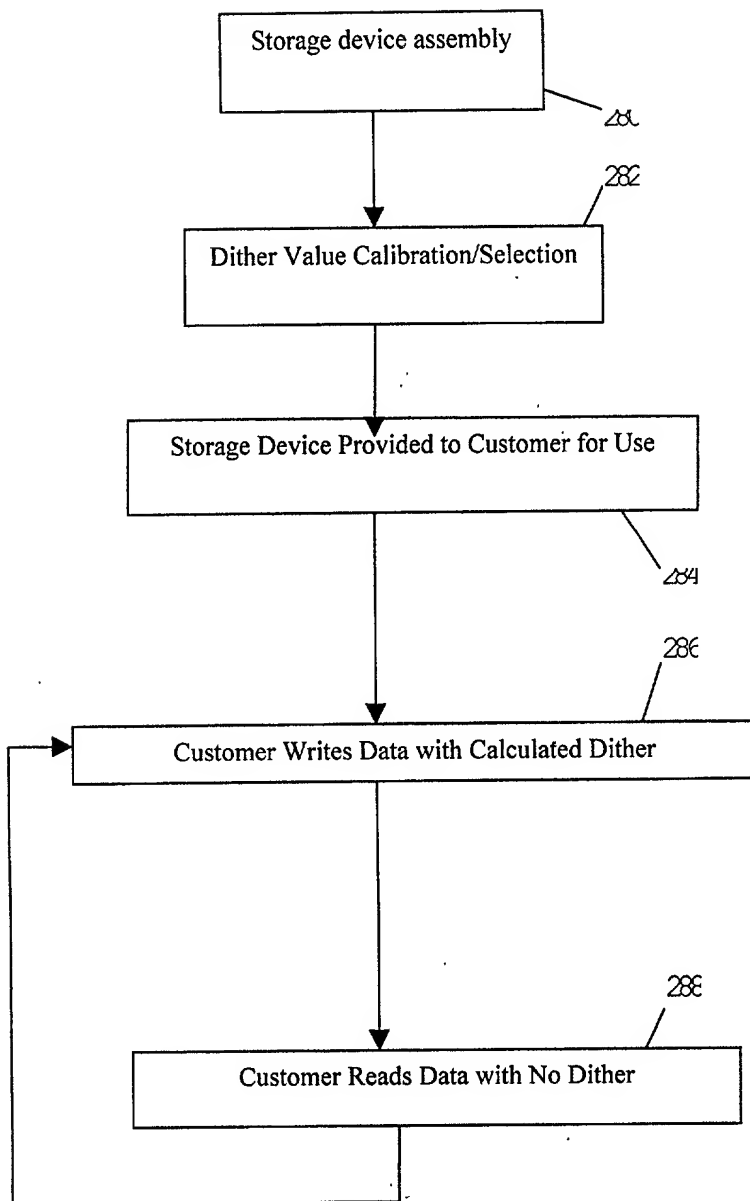 Storage device assembly
282
Dither Value Calibration/Selection
Storage Device Provided to Customer for Use
284
Customer Writes Data with Calculated Dither
Customer Reads Data with No Dither